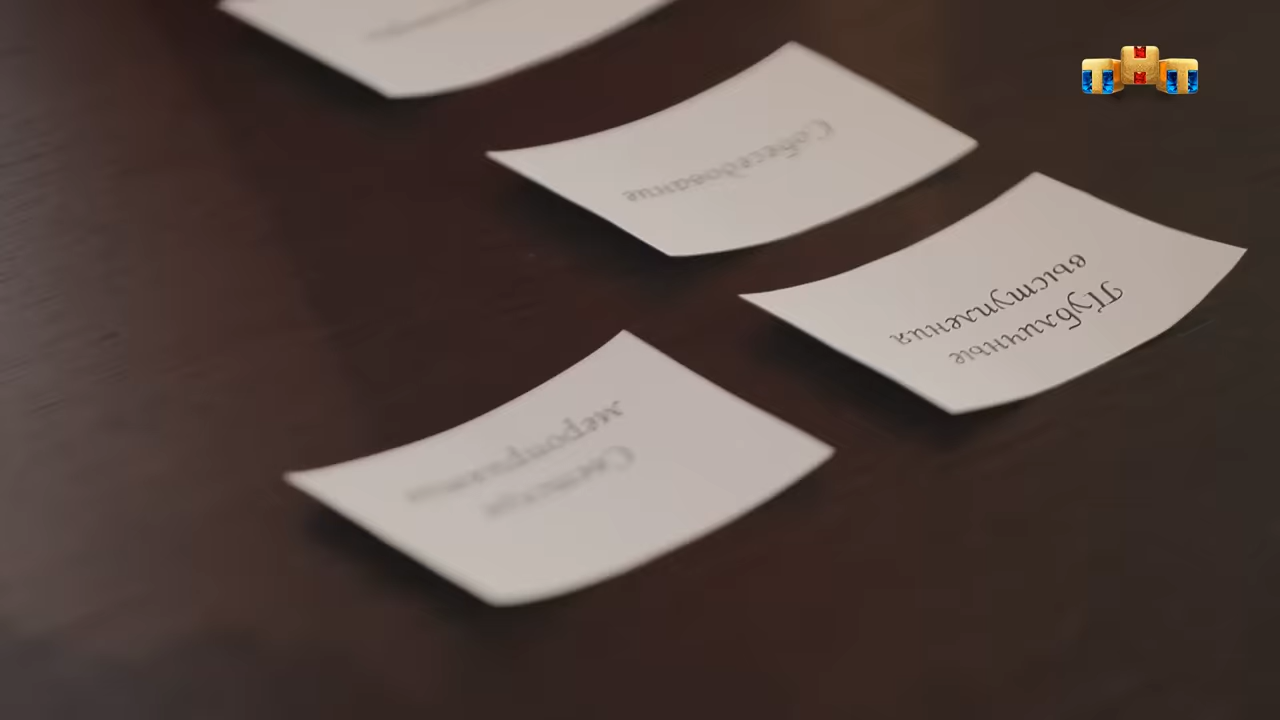 ТНТ
Собеседование
Публичные
выступления
Светские
мероприятия